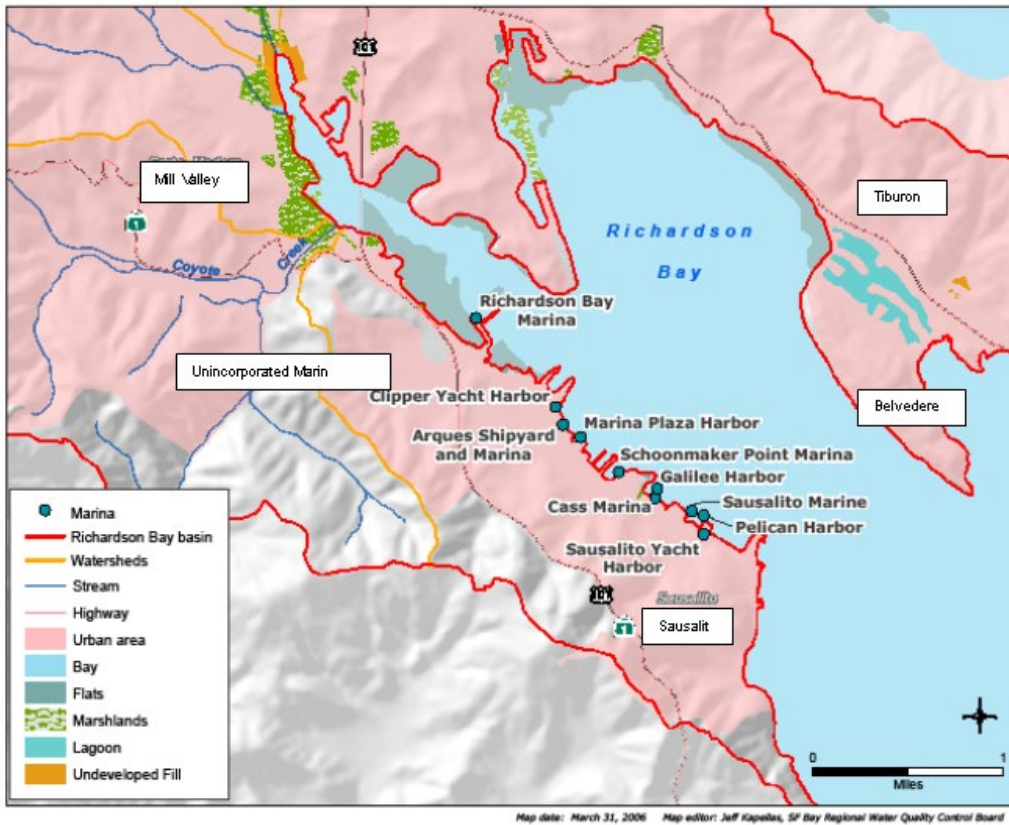 101
Mill Valley
1
Coyote
Creek
Tiburon
Richardson
Bay
Richardson Bay
Marina
Unincorporated Marin
Clipper Yacht Harbor
Belvedere
Marina Plaza Harbor
Arques Shipyard
and Marina
Schoonmaker Point Marina
Galilee Harbor
Cass Marina
Sausalito Marine
Pelican Harbor
Sausalito Yacht
Harbor
101
Sausalito
1
Sausalit
Marina
Richardson Bay basin
Watersheds
Stream
Highway
Urban area
Bay
Flats
Marshlands
Lagoon
Undeveloped Fill
0 1
Miles
Map date: March 31, 2006 Map editor: Jeff Kapellas, SF Bay Regional Water Quality Control Board